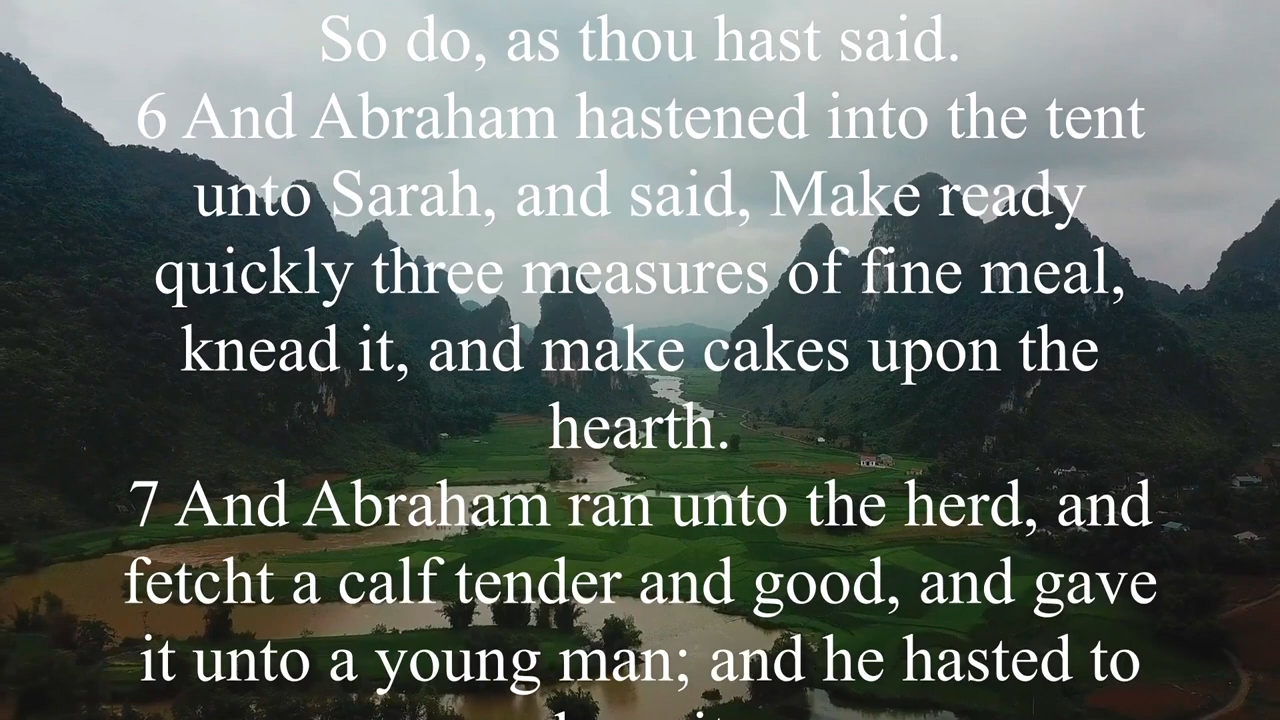 So do, as thou hast said.
6 And Abraham hastened into the tent
unto Sarah, and said, Make ready
quickly three measures of fine meal,
knead it, and make cakes upon the
hearth.
7 And Abraham ran unto the herd, and
fetcht a calf tender and good, and gave
it unto a young man; and he hasted to